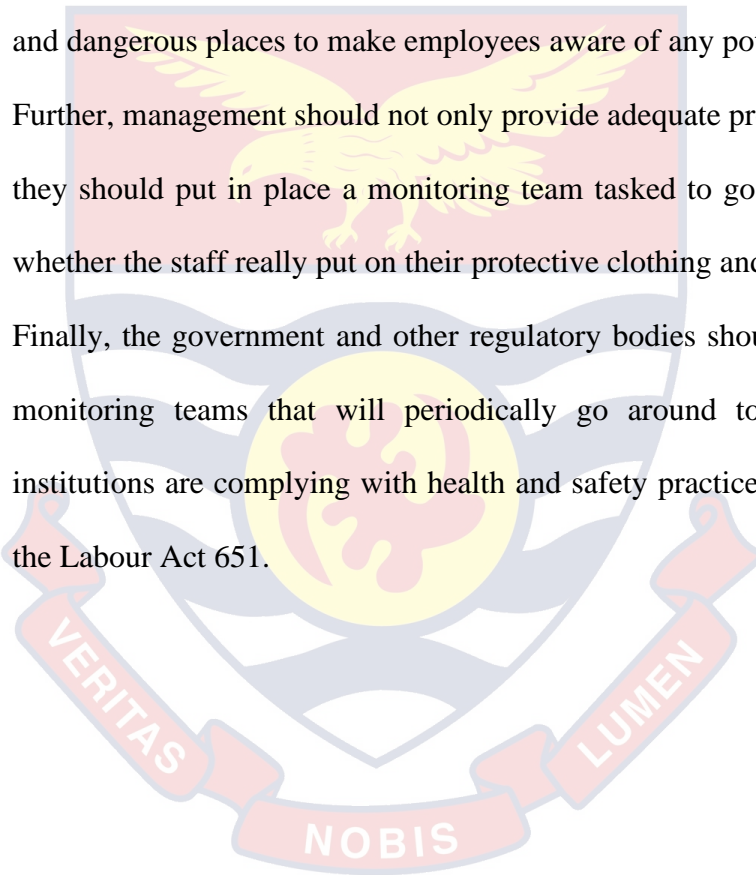 and dangerous places to make employees aware of any
Further, management should not only provide adequate
they should put in place a monitoring team tasked to go
whether the staff really put on their protective clothing and
Finally, the government and other regulatory bodies
monitoring teams that will periodically go around to
institutions are complying with health and safety practice
the Labour Act 651.
VERITAS
NOBIS
LUMEN